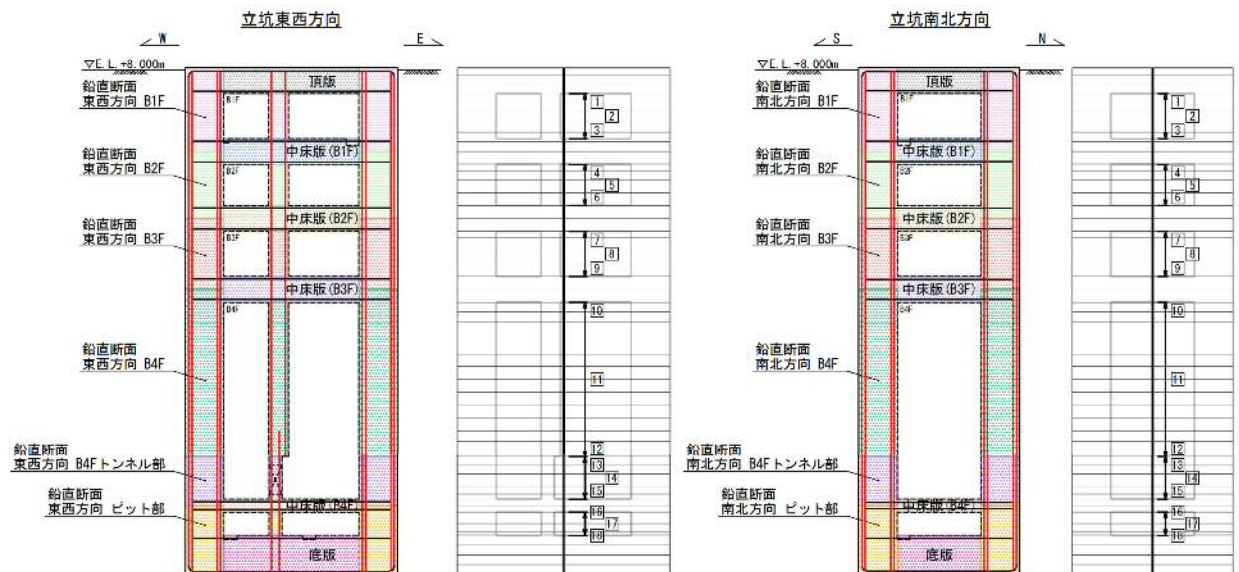 立坑東西方向
W
E
▽E.L.+8.000m
頂版
鉛直断面
東西方向 B1F
B1F
中床版(B1F)
鉛直断面
東西方向 B2F
B2F
中床版(B2F)
鉛直断面
東西方向 B3F
B3F
中床版(B3F)
B4F
鉛直断面
東西方向 B4F
鉛直断面
東西方向 B4Fトンネル部
中床版(B4F)
鉛直断面
東西方向 ピット部
底版
1
2
3
4
5
6
7
8
9
10
11
12
13
14
15
16
17
18
立坑南北方向
S
N
▽E.L.+8.000m
頂版
鉛直断面
南北方向 B1F
B1F
中床版(B1F)
鉛直断面
南北方向 B2F
B2F
中床版(B2F)
鉛直断面
南北方向 B3F
B3F
中床版(B3F)
B4F
鉛直断面
南北方向 B4F
鉛直断面
南北方向 B4Fトンネル部
中床版(B4F)
鉛直断面
南北方向 ピット部
底版
1
2
3
4
5
6
7
8
9
10
11
12
13
14
15
16
17
18